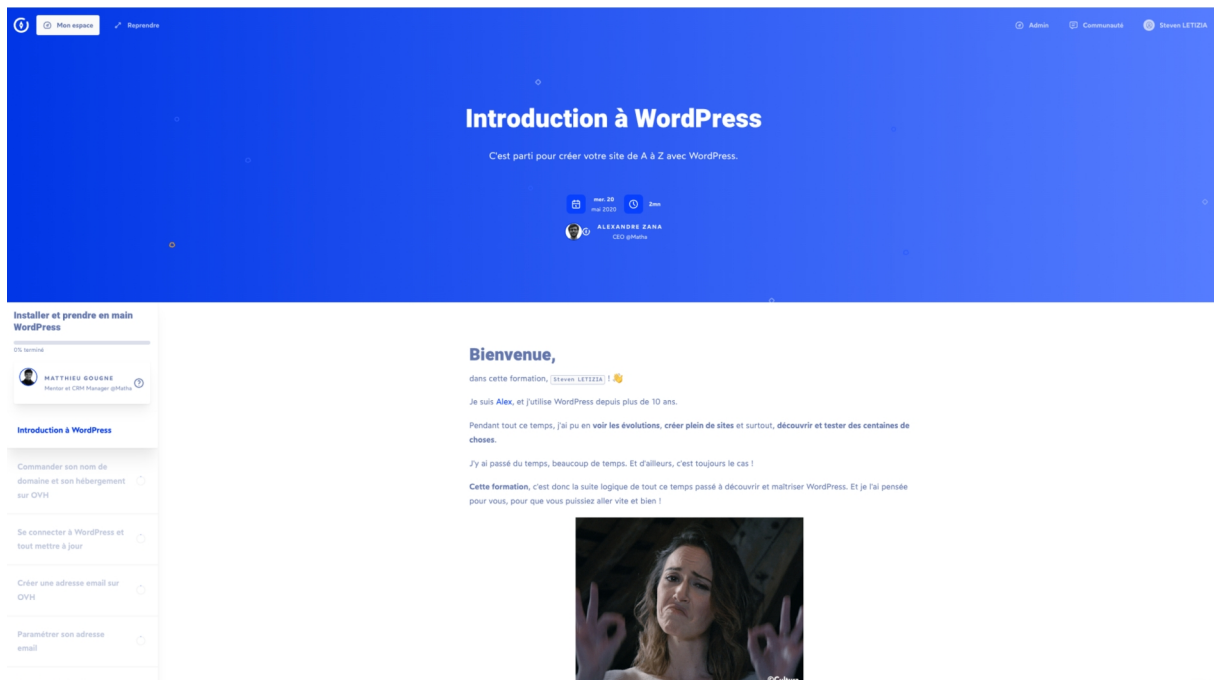 Mon espace
Reprendre
Admin
Communauté
Steven LETIZIA
Introduction à WordPress
C'est parti pour créer votre site de A à Z avec WordPress.
mer. 20
mai 2020
2mn
ALEXANDRE ZANA
CEO @Matha
Installer et prendre en main
WordPress
0% terminé
MATTHIEU GOUGNE
Mentor et CRM Manager @Matha
Introduction à WordPress
Commander son nom de
domaine et son hébergement
sur OVH
Se connecter à WordPress et
tout mettre à jour
Créer une adresse email sur
OVH
Paramétrer son adresse
email
Bienvenue,
dans cette formation, Steven LETIZIA ! 👋
Je suis Alex, et j'utilise WordPress depuis plus de 10 ans.
Pendant tout ce temps, j'ai pu en voir les évolutions, créer plein de sites et surtout, découvrir et tester des centaines de
choses.
J'y ai passé du temps, beaucoup de temps. Et d'ailleurs, c'est toujours le cas !
Cette formation, c'est donc la suite logique de tout ce temps passé à découvrir et maîtriser WordPress. Et je l'ai pensée
pour vous, pour que vous puissiez aller vite et bien !
©Culture